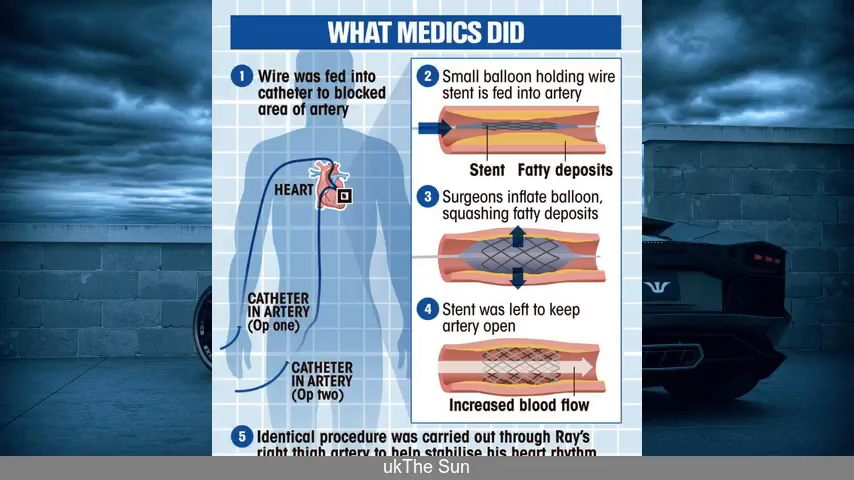 WHAT MEDICS DID
1 Wire was fed into
catheter to blocked
area of artery
HEART
CATHETER
IN ARTERY
(Op one)
CATHETER
IN ARTERY
(Op two)
2 Small balloon holding wire
stent is fed into artery
Stent Fatty deposits
3 Surgeons inflate balloon,
squashing fatty deposits
4 Stent was left to keep
artery open
Increased blood flow
5 Identical procedure was carried out through Ray's
right thigh artery to help stabilise his heart rhythm
ukThe Sun